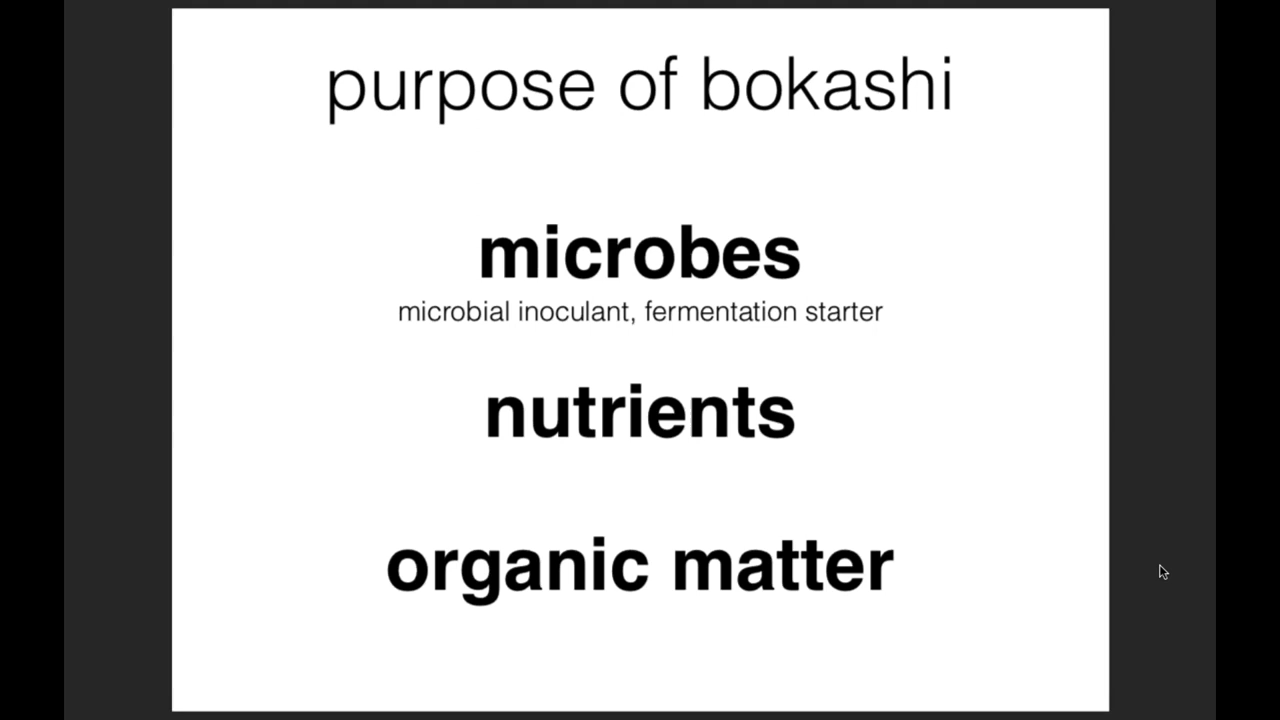 purpose of bokashi
microbes
microbial inoculant, fermentation starter
nutrients
organic matter